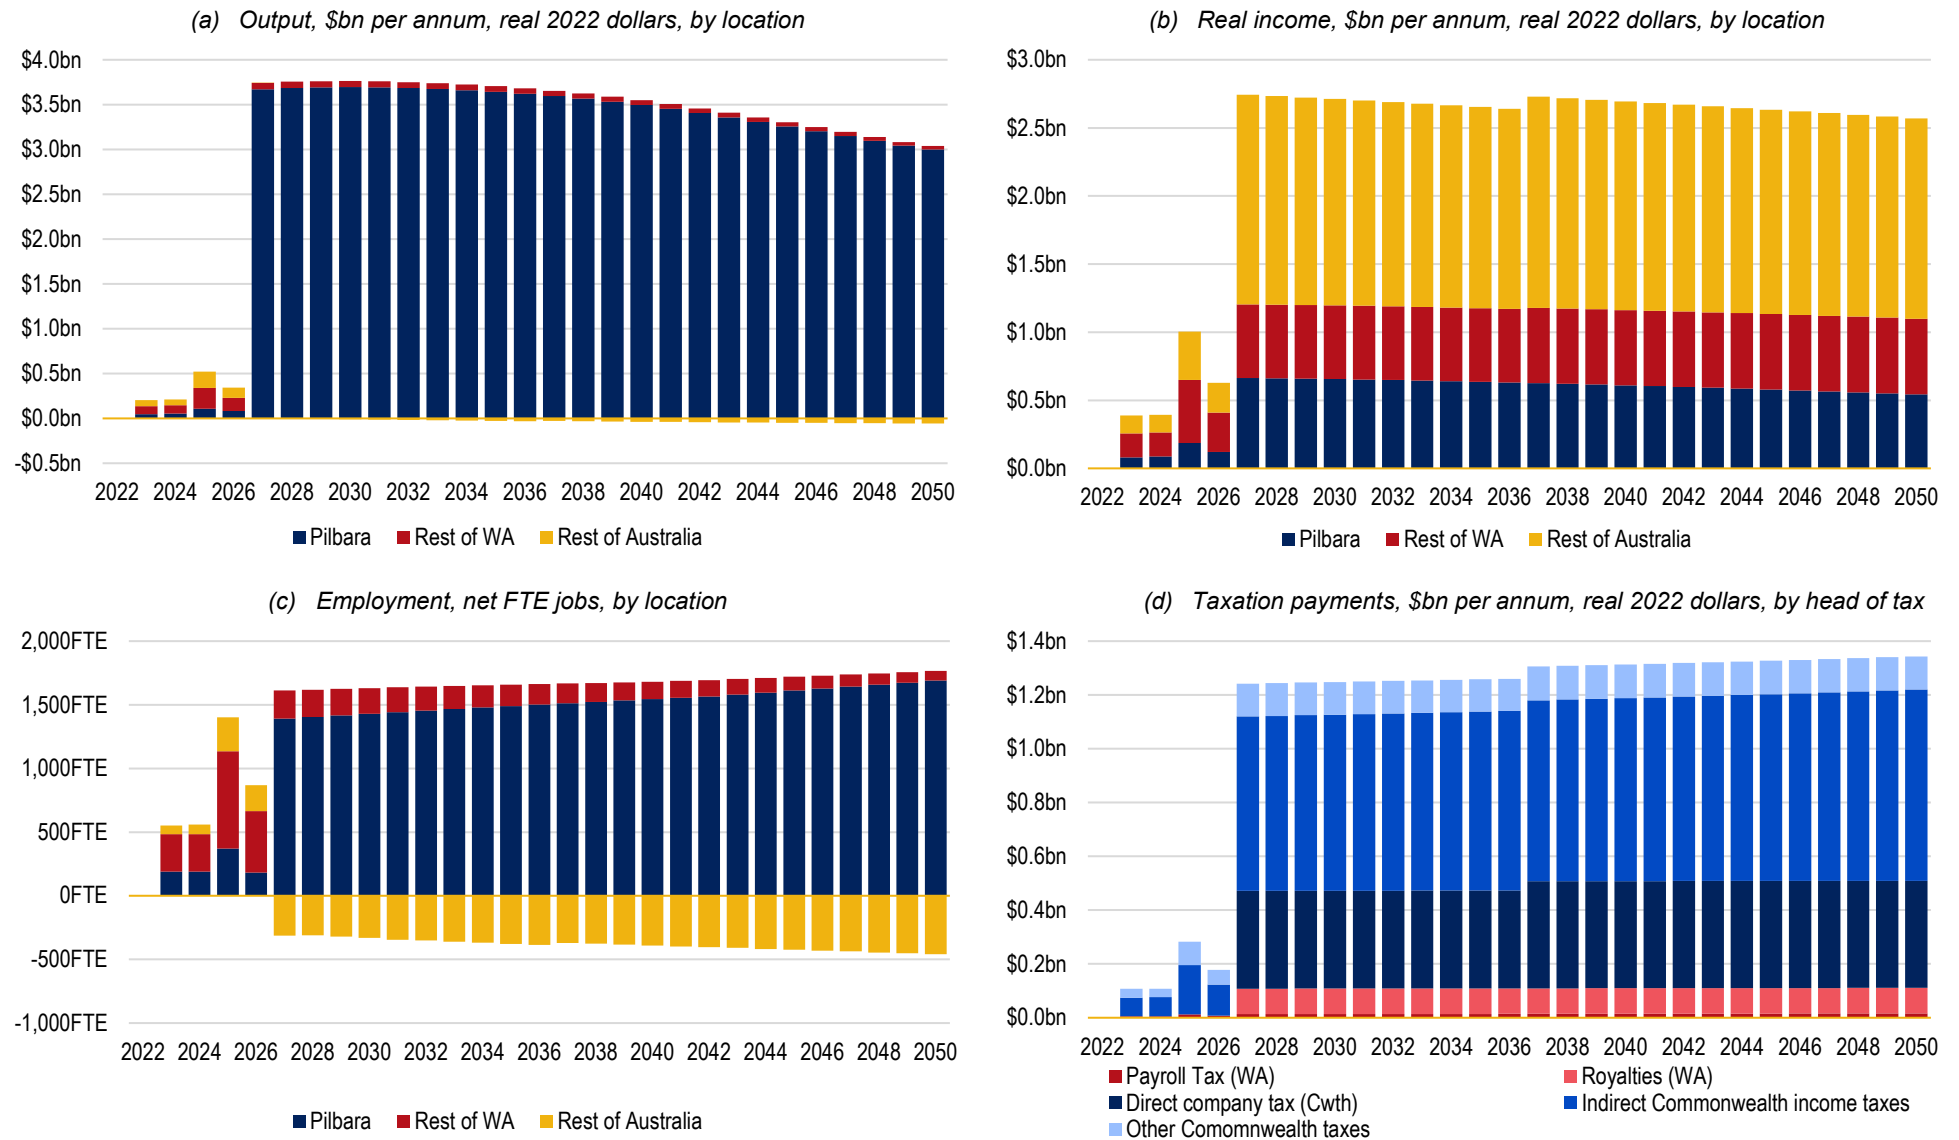 (a) Output, $bn per annum, real 2022 dollars, by location
$4.0bn
$3.5bn
$3.0bn
$2.5bn
$2.0bn
$1.5bn
$1.0bn
$0.5bn
$0.0bn
-$0.5bn
2022 2024 2026 2028 2030 2032 2034 2036 2038 2040 2042 2044 2046 2048 2050
Pilbara Rest of WA Rest of Australia
(b) Real income, $bn per annum, real 2022 dollars, by location
$3.0bn
$2.5bn
$2.0bn
$1.5bn
$1.0bn
$0.5bn
$0.0bn
2022 2024 2026 2028 2030 2032 2034 2036 2038 2040 2042 2044 2046 2048 2050
Pilbara Rest of WA Rest of Australia
(c) Employment, net FTE jobs, by location
2,000FTE
1,500FTE
1,000FTE
500FTE
0FTE
-500FTE
-1,000FTE
2022 2024 2026 2028 2030 2032 2034 2036 2038 2040 2042 2044 2046 2048 2050
Pilbara Rest of WA Rest of Australia
(d) Taxation payments, $bn per annum, real 2022 dollars, by head of tax
$1.4bn
$1.2bn
$1.0bn
$0.8bn
$0.6bn
$0.4bn
$0.2bn
$0.0bn
2022 2024 2026 2028 2030 2032 2034 2036 2038 2040 2042 2044 2046 2048 2050
Payroll Tax (WA) Royalties (WA)
Direct company tax (Cwth) Indirect Commonwealth income taxes
Other Comomnwealth taxes